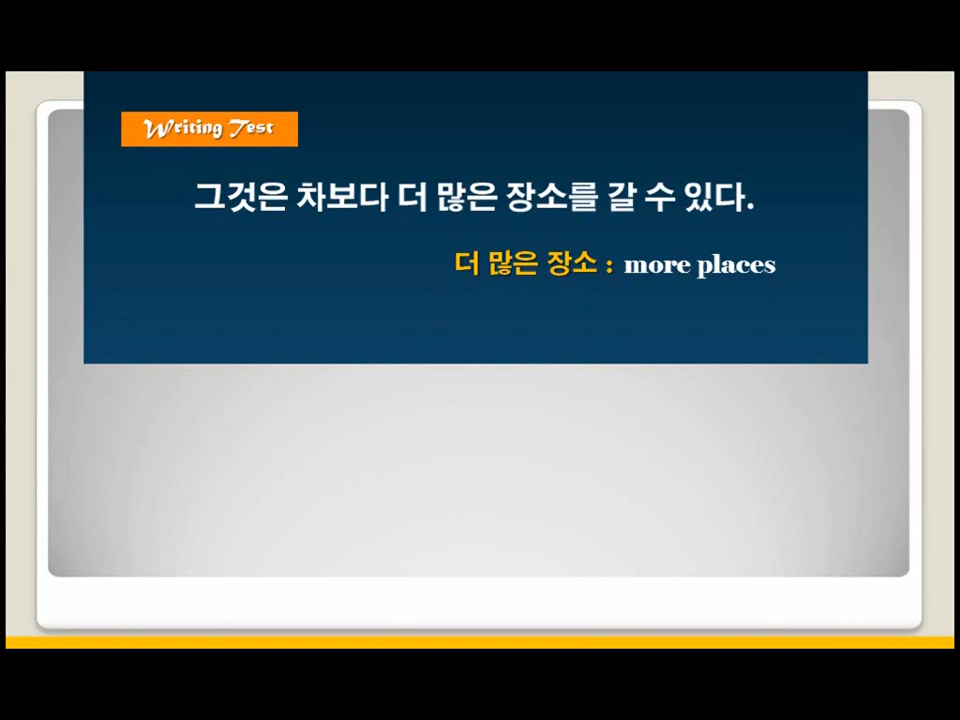 Writing Test
그것은 차보다 더 많은 장소를 갈 수 있다.
더 많은 장소 : more places